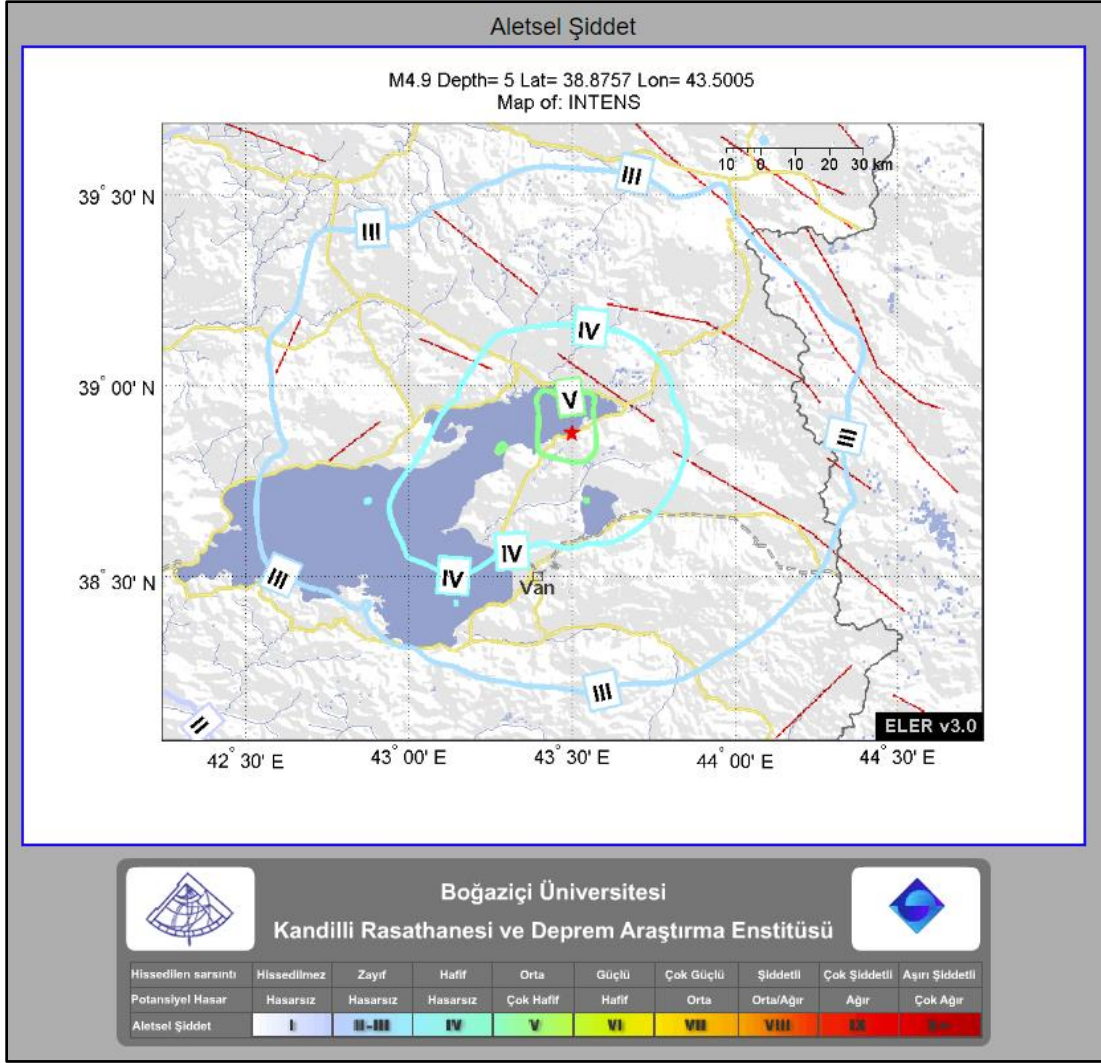 Aletsel Şiddet
M4.9 Depth= 5 Lat= 38.8757 Lon= 43.5005
Map of: INTENS
10 0 10 20 30 km
39° 30' N
III
III
IV
39° 00' N
V
III
IV
IV
III
38° 30' N
Van
III
II
ELER v3.0
42° 30' E 43° 00' E 43° 30' E 44° 00' E 44° 30' E
Boğaziçi Üniversitesi
Kandilli Rasathanesi ve Deprem Araştırma Enstitüsü
Hissedilen sarsıntı Hissedilmez Zayıf Hafif Orta Güçlü Çok Güçlü Şiddetli Çok Şiddetli Aşırı Şiddetli
Potansiyel Hasar Hasarsız Hasarsız Hasarsız Çok Hafif Hafif Orta Orta/Ağır Ağır Çok Ağır
Aletsel Şiddet I II-III IV V VI VII VIII IX